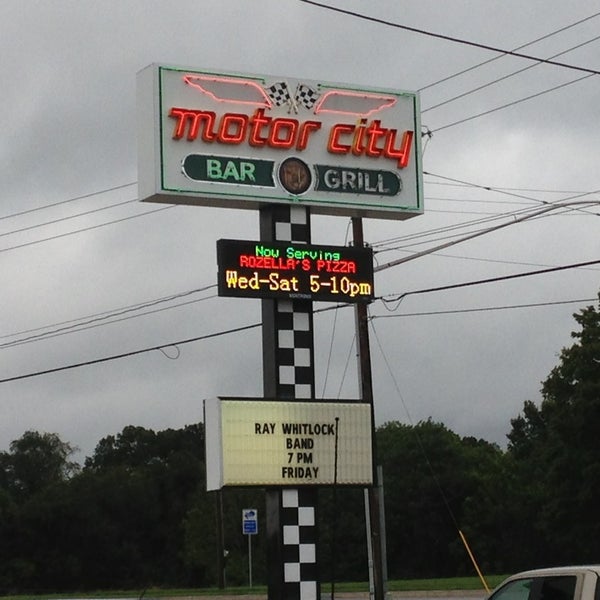 motor city
BAR GRILL
Now Serving
ROZELLA'S PIZZA
Wed-Sat 5-10pm
RAY WHITLOCK
BAND
7 PM
FRIDAY